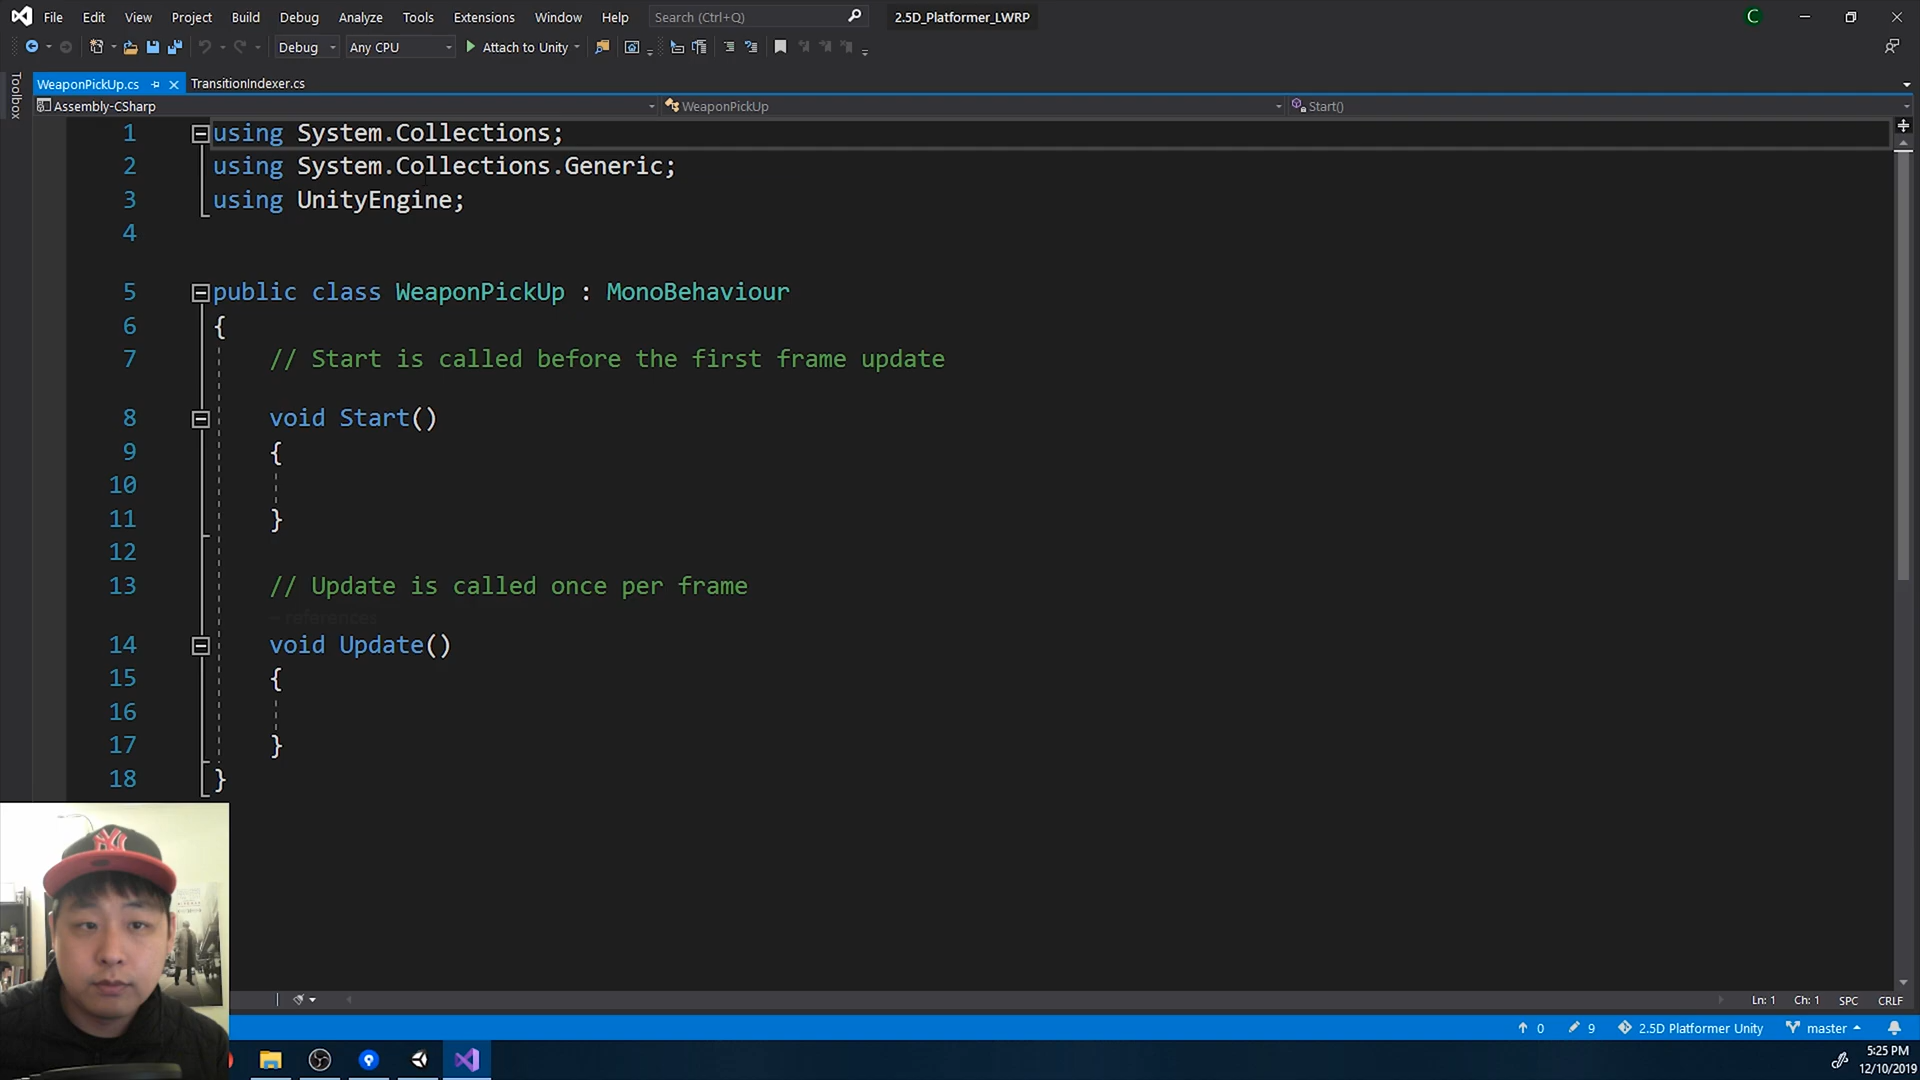 File Edit View Project Build Debug Analyze Tools Extensions Window Help Search (Ctrl+Q) 2.5D_Platformer_LWRP C
Debug Any CPU Attach to Unity
Toolbox
WeaponPickUp.cs TransitionIndexer.cs
Assembly-CSharp WeaponPickUp Start()
1 using System.Collections;
2 using System.Collections.Generic;
3 using UnityEngine;
4
5 public class WeaponPickUp : MonoBehaviour
6 {
7 // Start is called before the first frame update
8 void Start()
9 {
10
11 }
12
13 // Update is called once per frame
- references
14 void Update()
15 {
16
17 }
18 }
NY
Ln: 1 Ch: 1 SPC CRLF
0 9 2.5D Platformer Unity master
5:25 PM
12/10/2019